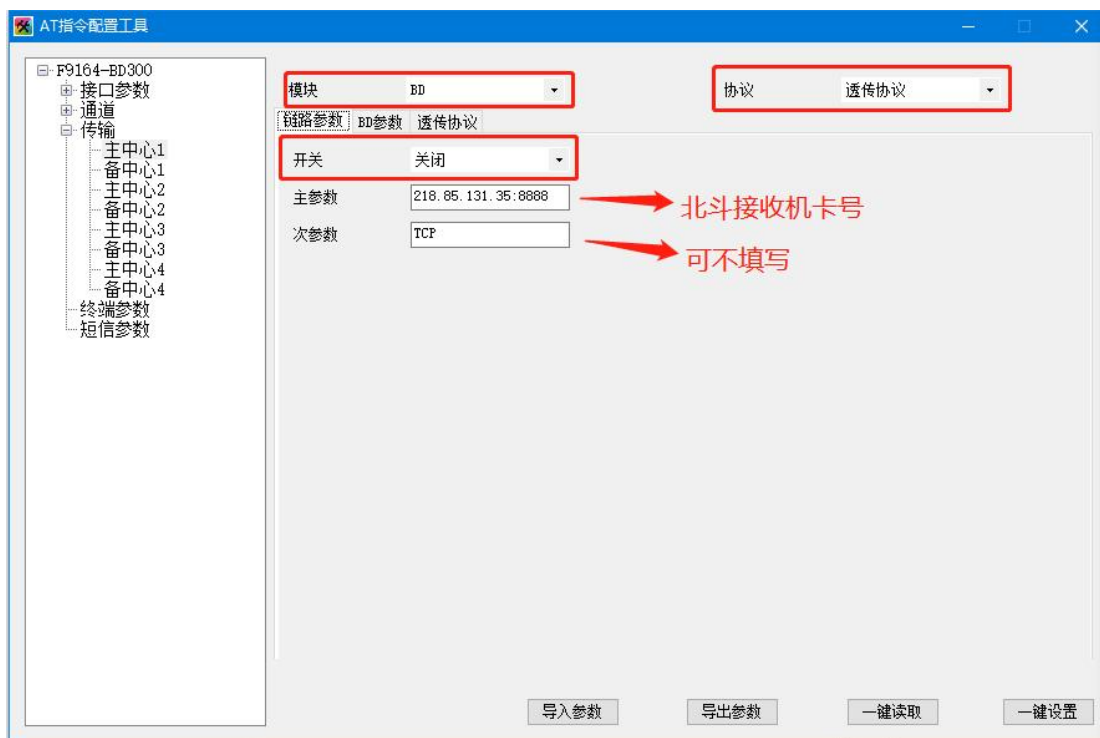 AT指令配置工具
F9164-BD300
接口参数
通道
传输
主中心1
备中心1
主中心2
备中心2
主中心3
备中心3
主中心4
备中心4
终端参数
短信参数
模块 BD 协议 透传协议
链路参数 BD参数 透传协议
开关 关闭
主参数 218.85.131.35:8888 北斗接收机卡号
次参数 TCP 可不填写
导入参数 导出参数 一键读取 一键设置